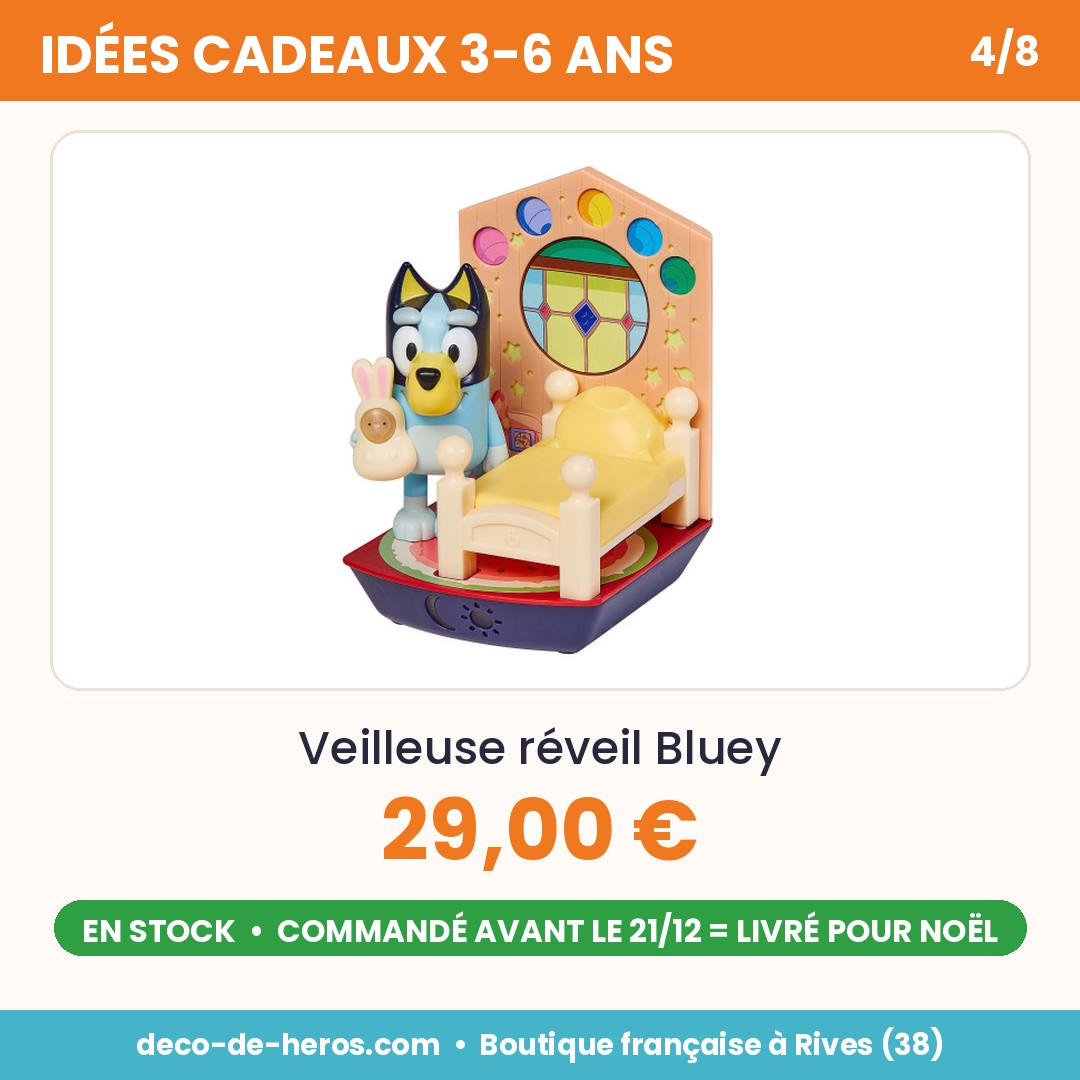 IDÉES CADEAUX 3-6 ANS
4/8
Veilleuse réveil Bluey
29,00 €
EN STOCK • COMMANDÉ AVANT LE 21/12 = LIVRÉ POUR NOËL
deco-de-heros.com • Boutique française à Rives (38)